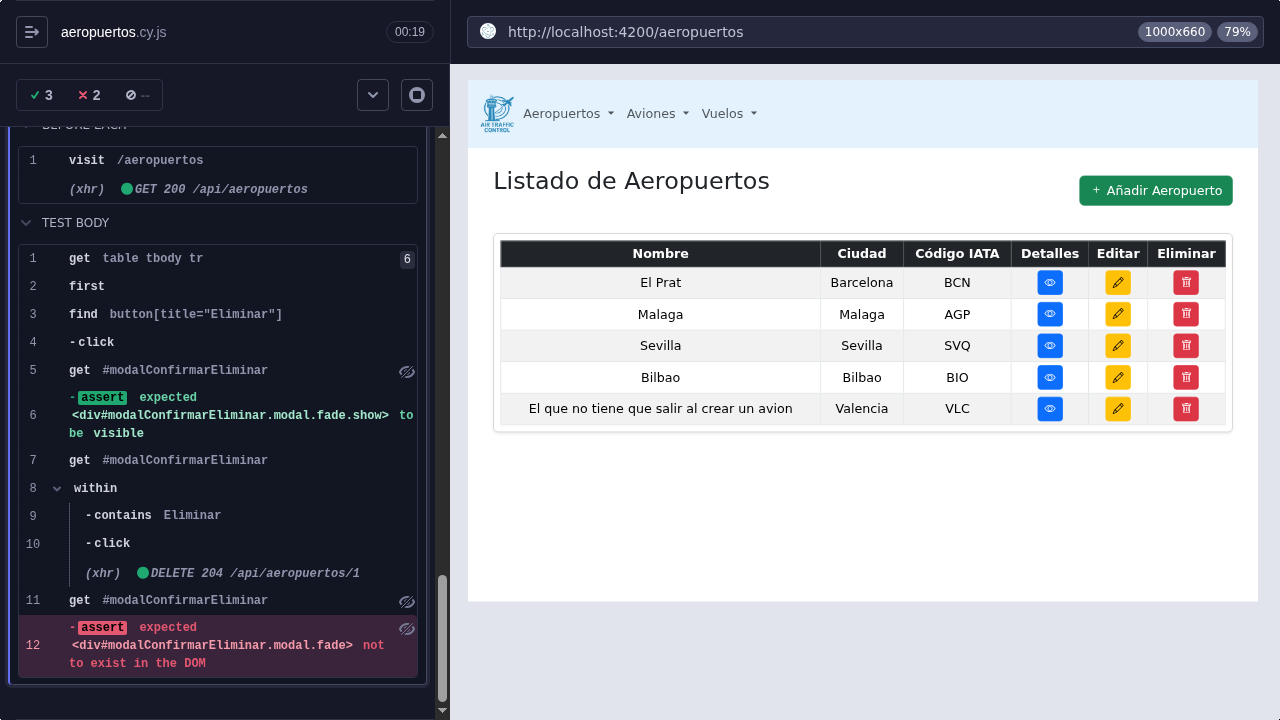 aeropuertos.cy.js
00:19
3 2 --
BEFORE EACH
1 visit /aeropuertos
(xhr) GET 200 /api/aeropuertos
TEST BODY
1 get table tbody tr 6
2 first
3 find button[title="Eliminar"]
4 -click
5 get #modalConfirmarEliminar
6 -assert expected
<div#modalConfirmarEliminar.modal.fade.show> to
be visible
7 get #modalConfirmarEliminar
8 within
9 -contains Eliminar
10 -click
(xhr) DELETE 204 /api/aeropuertos/1
11 get #modalConfirmarEliminar
12 -assert expected
<div#modalConfirmarEliminar.modal.fade> not
to exist in the DOM
http://localhost:4200/aeropuertos 1000x660 79%
AIR TRAFFIC
CONTROL
Aeropuertos Aviones Vuelos
Listado de Aeropuertos
+ Añadir Aeropuerto
Nombre Ciudad Código IATA Detalles Editar Eliminar
El Prat Barcelona BCN
Malaga Malaga AGP
Sevilla Sevilla SVQ
Bilbao Bilbao BIO
El que no tiene que salir al crear un avion Valencia VLC